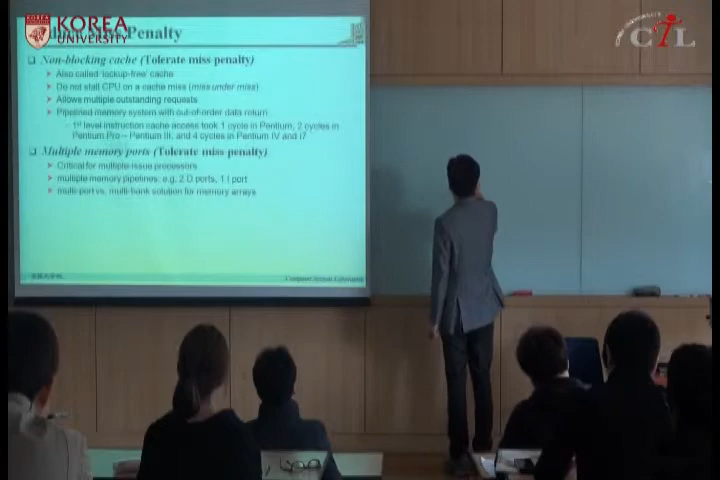 KOREA
UNIVERSITY
Miss Penalty
CTL
Non-blocking cache (Tolerate miss penalty)
Also called 'lockup-free' cache
Do not stall CPU on a cache miss (miss under miss)
Allows multiple outstanding requests
Pipelined memory system with out-of-order data return
– 1st level instruction cache access took 1 cycle in Pentium, 2 cycles in
Pentium Pro – Pentium III, and 4 cycles in Pentium IV and i7
Multiple memory ports (Tolerate miss penalty)
Critical for multiple issue processors
multiple memory pipelines: e.g. 2 D ports, 1 I port
multi-port vs. multi-bank solution for memory arrays
Computer System Laboratory